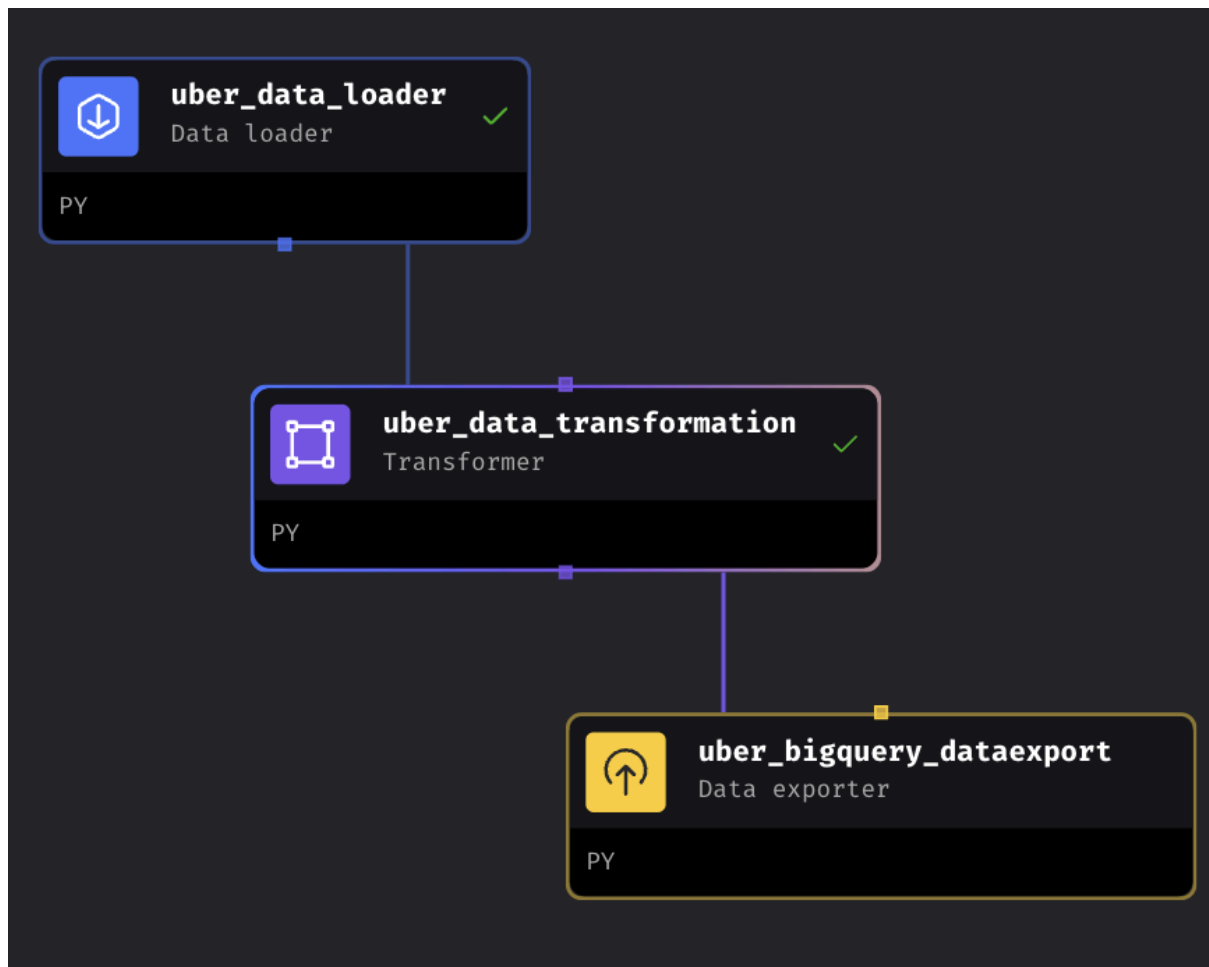 uber_data_loader
Data loader
PY
uber_data_transformation
Transformer
PY
uber_bigquery_dataexport
Data exporter
PY